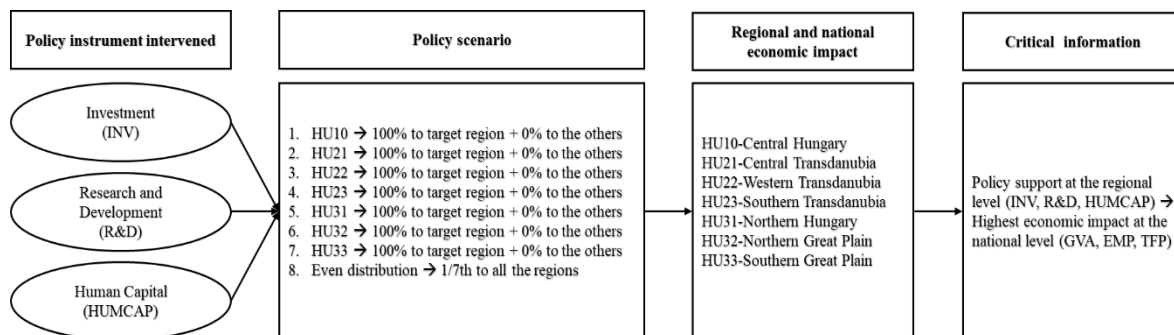 Policy instrument intervened
Investment
(INV)
Research and
Development
(R&D)
Human Capital
(HUMCAP)
Policy scenario
1. HU10 → 100% to target region + 0% to the others
2. HU21 → 100% to target region + 0% to the others
3. HU22 → 100% to target region + 0% to the others
4. HU23 → 100% to target region + 0% to the others
5. HU31 → 100% to target region + 0% to the others
6. HU32 → 100% to target region + 0% to the others
7. HU33 → 100% to target region + 0% to the others
8. Even distribution → 1/7th to all the regions
Regional and national
economic impact
HU10-Central Hungary
HU21-Central Transdanubia
HU22-Western Transdanubia
HU23-Southern Transdanubia
HU31-Northern Hungary
HU32-Northern Great Plain
HU33-Southern Great Plain
Critical information
Policy support at the regional
level (INV, R&D, HUMCAP) →
Highest economic impact at the
national level (GVA, EMP, TFP)